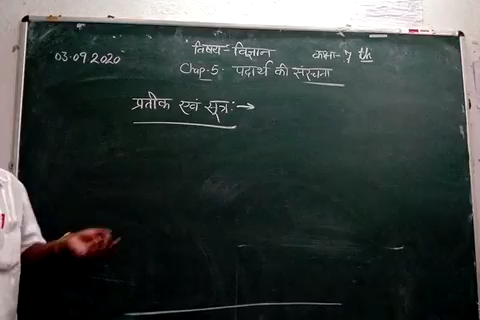 03.09.2020 विषय-विज्ञान कक्षा-7 th
Chap-5. पदार्थ की संरचना
प्रतीक एवं सूत्र:→